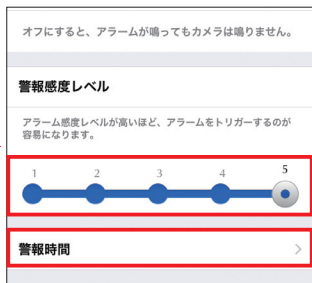 オフにすると、アラームが鳴ってもカメラは鳴りません。
警報感度レベル
アラーム感度レベルが高いほど、アラームをトリガーするのが
容易になります。
1 2 3 4 5
警報時間